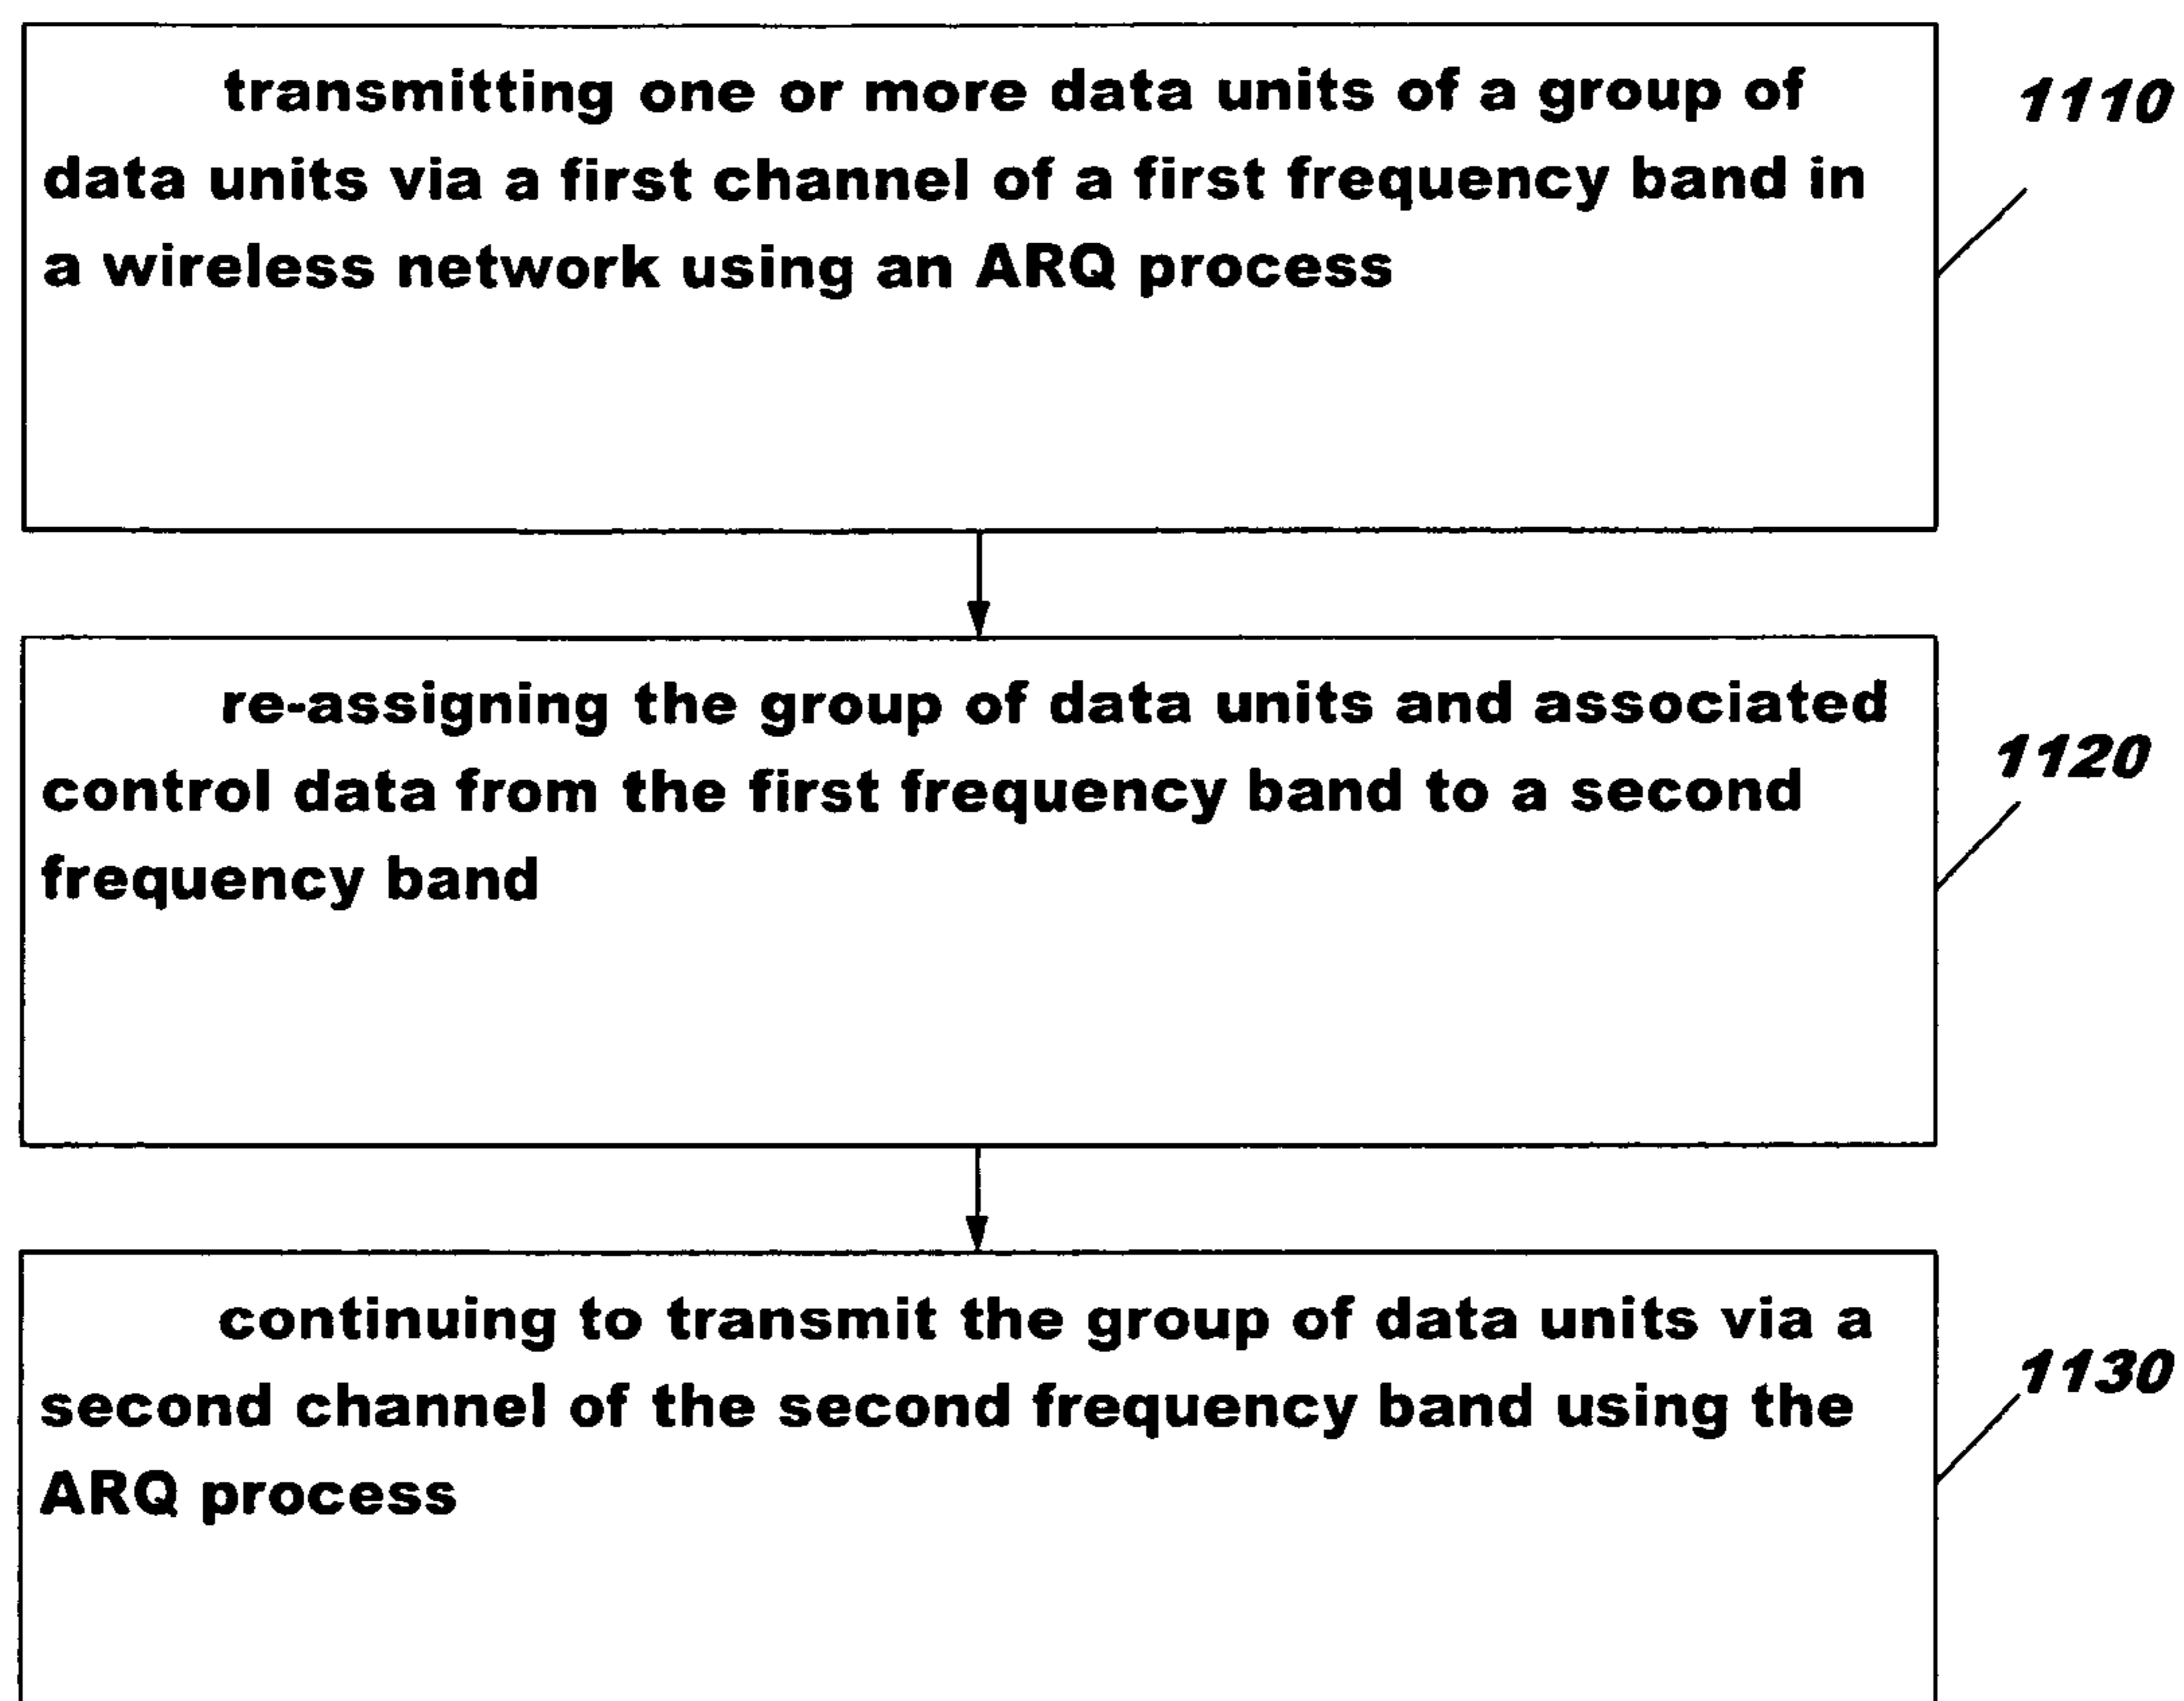 transmitting one or more data units of a group of
data units via a first channel of a first frequency band in
a wireless network using an ARQ process
1110
re-assigning the group of data units and associated
control data from the first frequency band to a second
frequency band
1120
continuing to transmit the group of data units via a
second channel of the second frequency band using the
ARQ process
1130